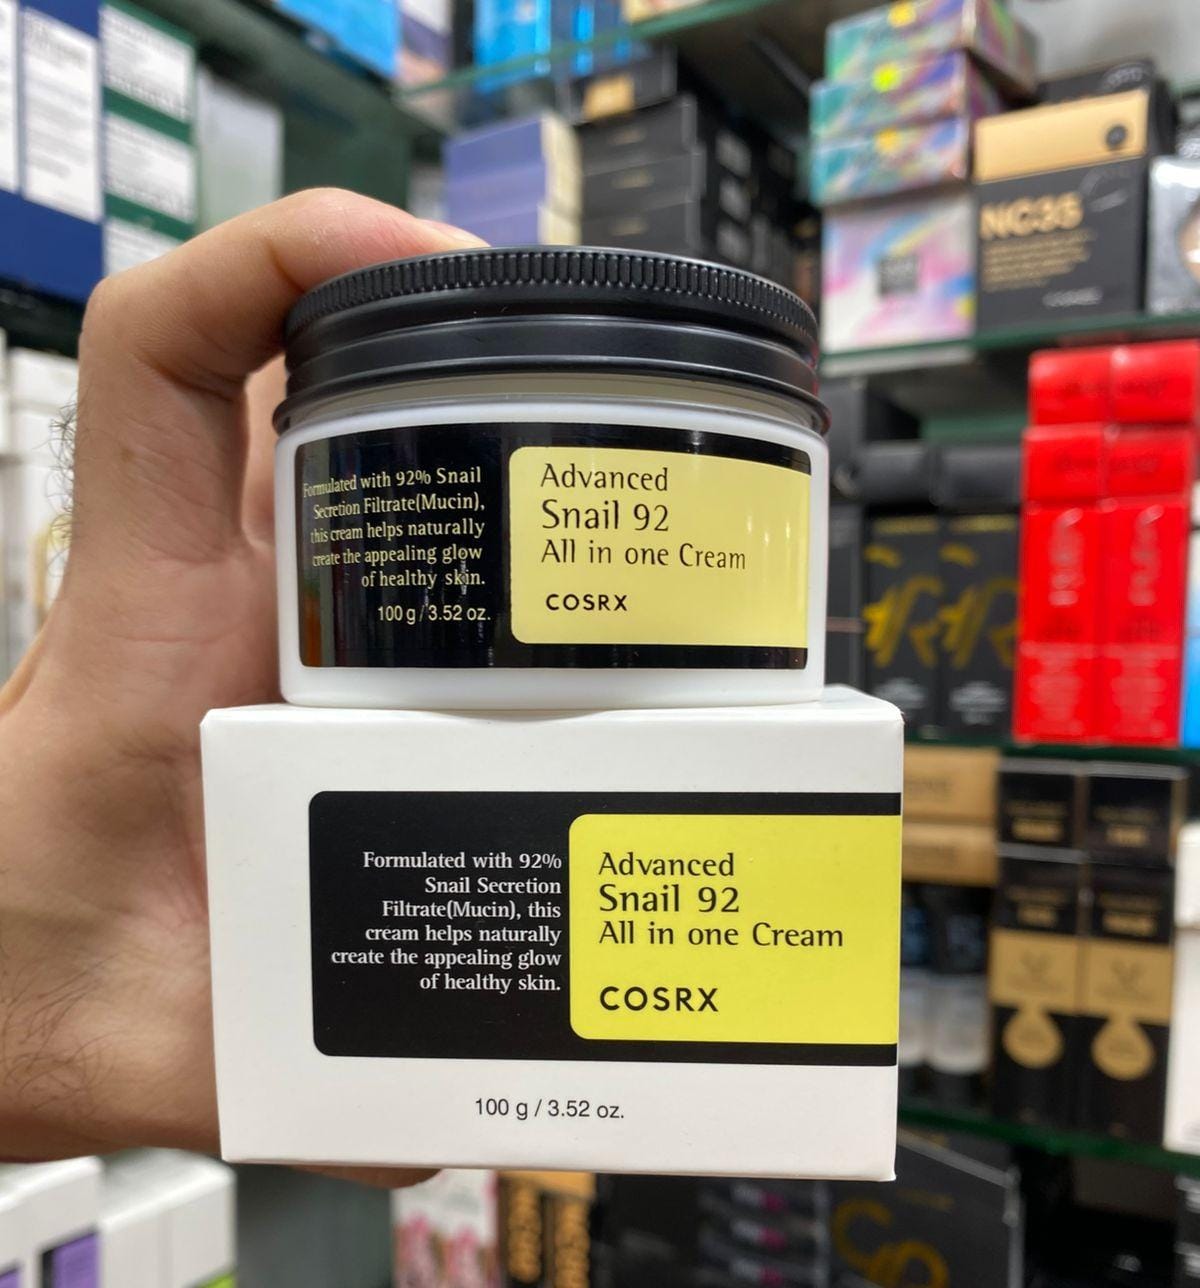 Formulated with 92% Snail
Secretion Filtrate(Mucin),
this cream helps naturally
create the appealing glow
of healthy skin.
100 g / 3.52 oz.
Advanced
Snail 92
All in one Cream
COSRX
Formulated with 92%
Snail Secretion
Filtrate(Mucin), this
cream helps naturally
create the appealing glow
of healthy skin.
Advanced
Snail 92
All in one Cream
COSRX
100 g / 3.52 oz.
NC35